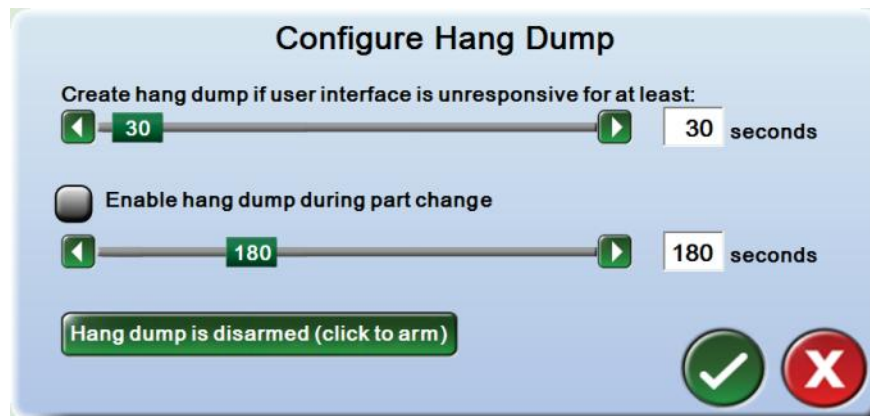 Configure Hang Dump
Create hang dump if user interface is unresponsive for at least:
30
30 seconds
Enable hang dump during part change
180
180 seconds
Hang dump is disarmed (click to arm)